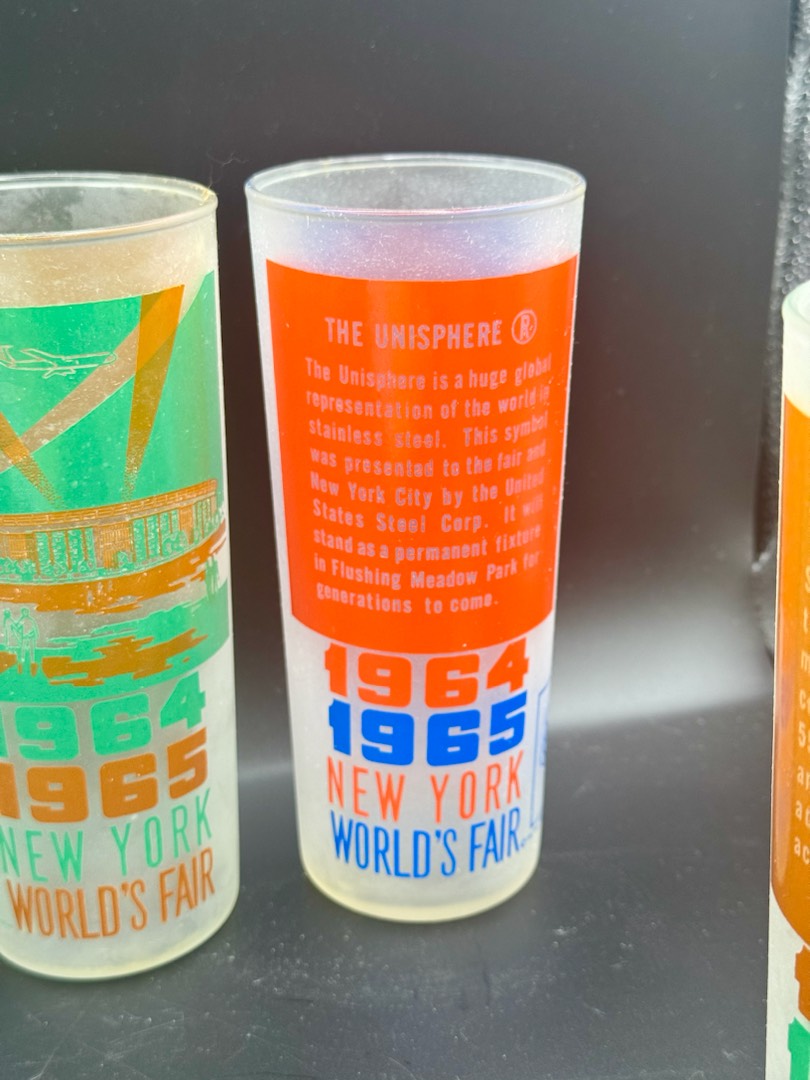 1964
1965
NEW YORK
WORLD'S FAIR
THE UNISPHERE ®
The Unisphere is a huge global
representation of the world in
stainless steel. This symbol
was presented to the fair and
New York City by the United
States Steel Corp. It will
stand as a permanent fixture
in Flushing Meadow Park for
generations to come.
1964
1965
NEW YORK
WORLD'S FAIR